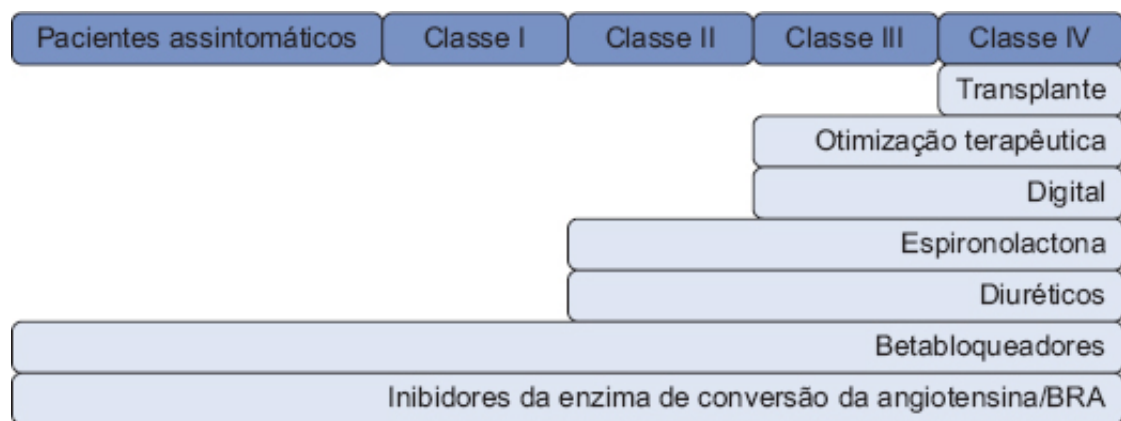 Pacientes assintomáticos Classe I Classe II Classe III Classe IV
Transplante
Otimização terapêutica
Digital
Espironolactona
Diuréticos
Betabloqueadores
Inibidores da enzima de conversão da angiotensina/BRA